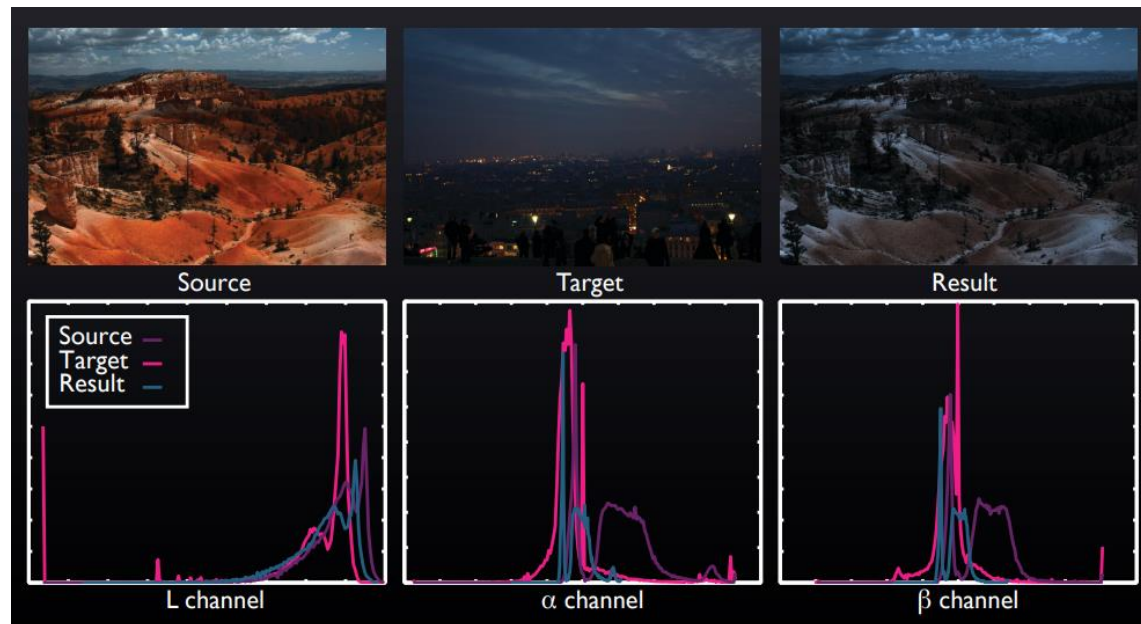 Source
Target
Result
Source
Target
Result
L channel
α channel
β channel